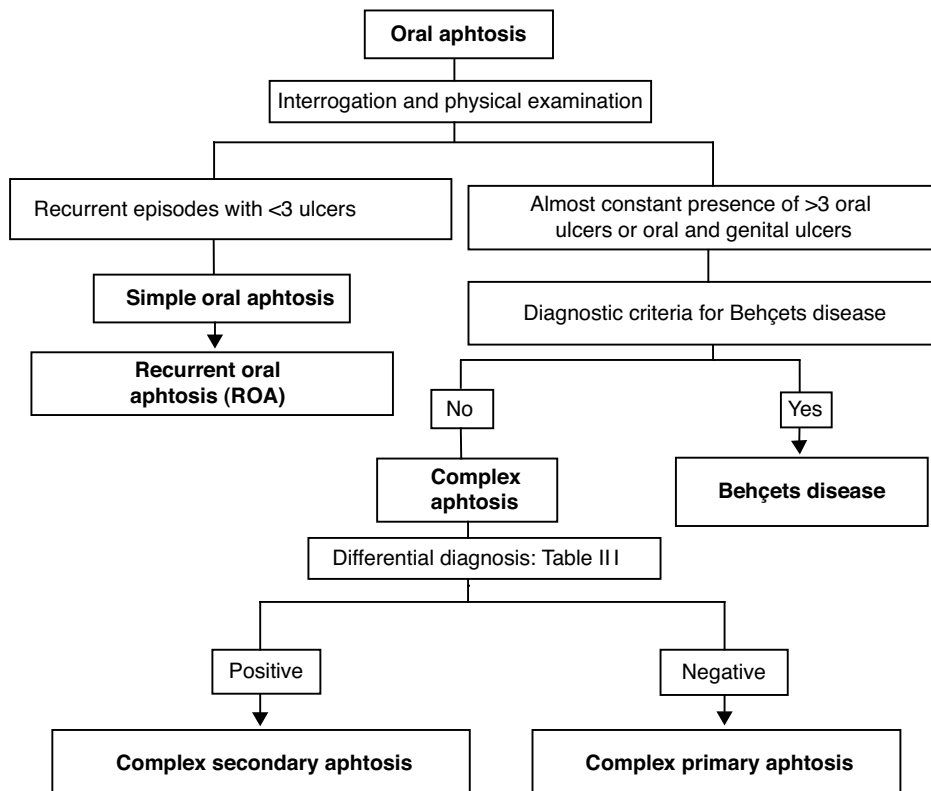 Oral aphtosis
Interrogation and physical examination
Recurrent episodes with <3 ulcers
Almost constant presence of >3 oral
ulcers or oral and genital ulcers
Simple oral aphtosis
Diagnostic criteria for Behçets disease
Recurrent oral
aphtosis (ROA)
No
Yes
Complex
aphtosis
Behçets disease
Differential diagnosis: Table III
Positive
Negative
Complex secondary aphtosis
Complex primary aphtosis